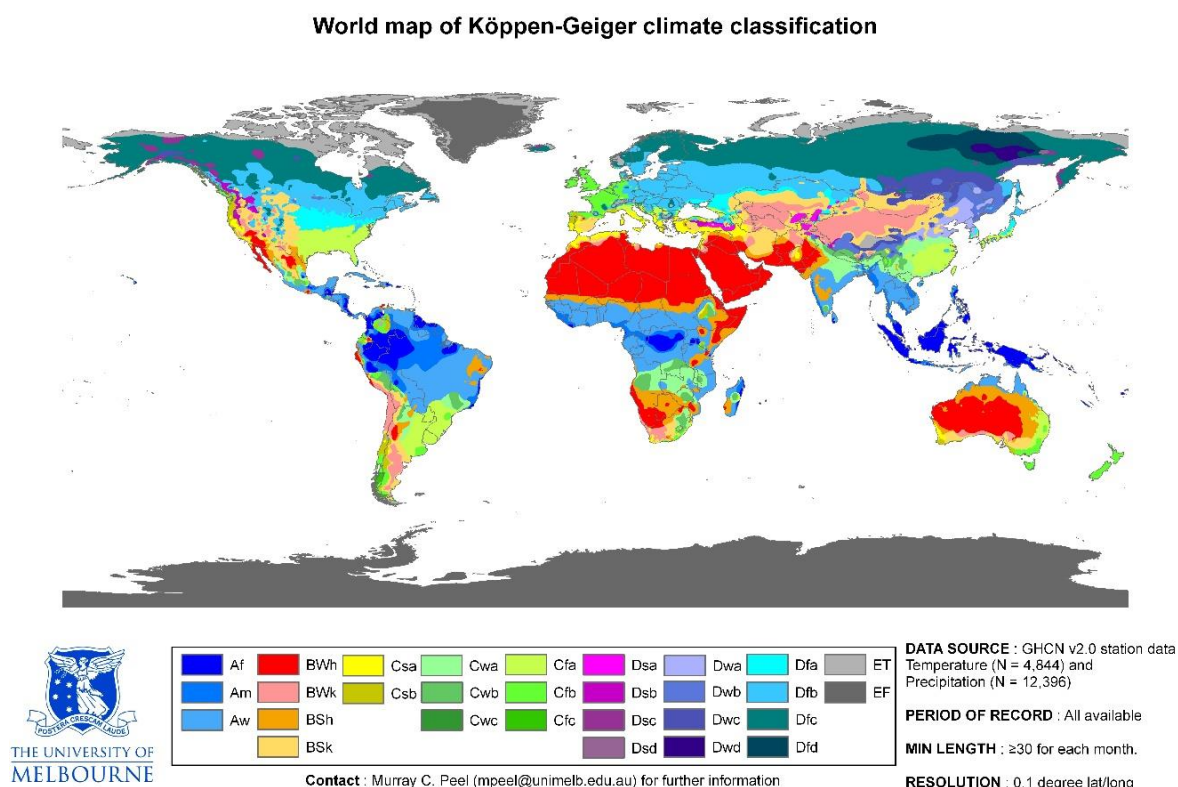 World map of Köppen-Geiger climate classification
THE UNIVERSITY OF
MELBOURNE
POSTERA CRESCAM LAUDE
Af
Am
Aw
BWh
BWk
BSh
BSk
Csa
Csb
Cwa
Cwb
Cwc
Cfa
Cfb
Cfc
Dsa
Dsb
Dsc
Dsd
Dwa
Dwb
Dwc
Dwd
Dfa
Dfb
Dfc
Dfd
ET
EF
Contact : Murray C. Peel (mpeel@unimelb.edu.au) for further information
DATA SOURCE : GHCN v2.0 station data
Temperature (N = 4,844) and
Precipitation (N = 12,396)
PERIOD OF RECORD : All available
MIN LENGTH : ≥30 for each month.
RESOLUTION : 0.1 degree lat/long